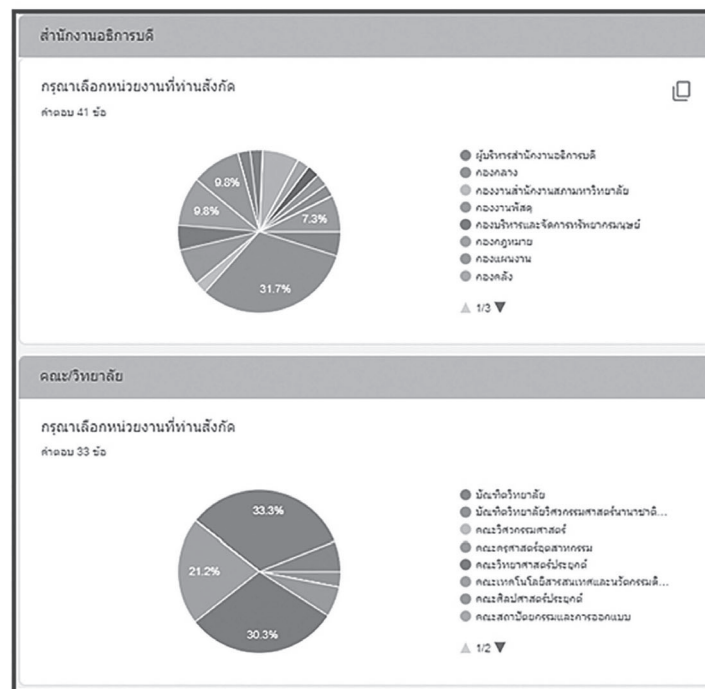 สำนักงานอธิการบดี
กรุณาเลือกหน่วยงานที่ท่านสังกัด
คำตอบ 41 ข้อ
9.8%
9.8%
7.3%
31.7%
ผู้บริหารสำนักงานอธิการบดี
กองกลาง
กองงานสำนักงานสภามหาวิทยาลัย
กองงานพัสดุ
กองบริหารและจัดการทรัพยากรมนุษย์
กองกฎหมาย
กองแผนงาน
กองคลัง
1/3
คณะ/วิทยาลัย
กรุณาเลือกหน่วยงานที่ท่านสังกัด
คำตอบ 33 ข้อ
33.3%
21.2%
30.3%
บัณฑิตวิทยาลัย
บัณฑิตวิทยาลัยวิศวกรรมศาสตร์นานาชาติ...
คณะวิศวกรรมศาสตร์
คณะครุศาสตร์อุตสาหกรรม
คณะวิทยาศาสตร์ประยุกต์
คณะเทคโนโลยีสารสนเทศและนวัตกรรมดิ...
คณะศิลปศาสตร์ประยุกต์
คณะสถาปัตยกรรมและการออกแบบ
1/2